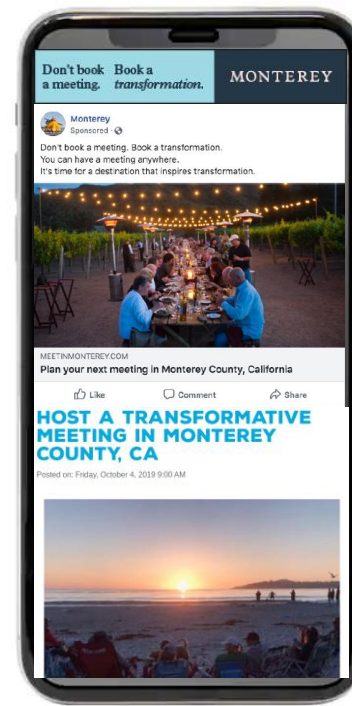 Don't book a meeting.
Book a transformation.
MONTEREY
Monterey
Sponsored ·
Don't book a meeting. Book a transformation.
You can have a meeting anywhere.
It's time for a destination that inspires transformation.
MEETINMONTEREY.COM
Plan your next meeting in Monterey County, California
Like Comment Share
HOST A TRANSFORMATIVE
MEETING IN MONTEREY
COUNTY, CA
Posted on: Friday, October 4, 2019 9:00 AM